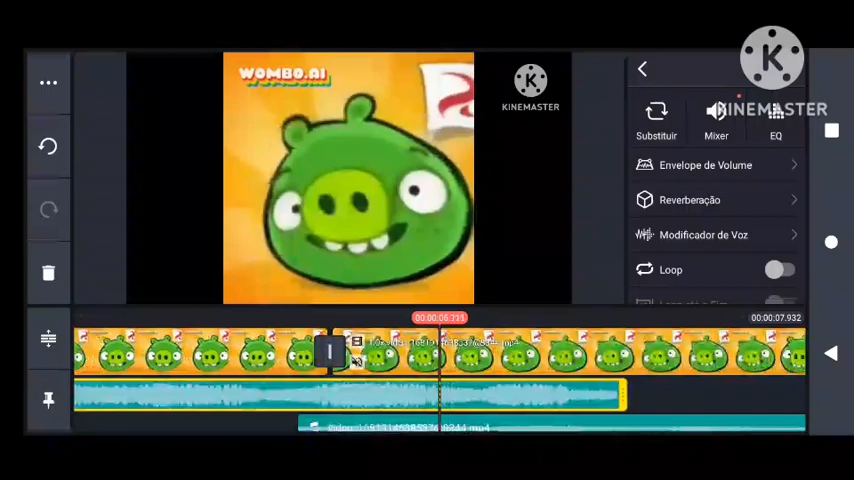 WOMBO.AI
KINEMASTER
KINEMASTER
Substituir
Mixer
EQ
Envelope de Volume
Reverberação
Modificador de Voz
Loop
00:00:07.932